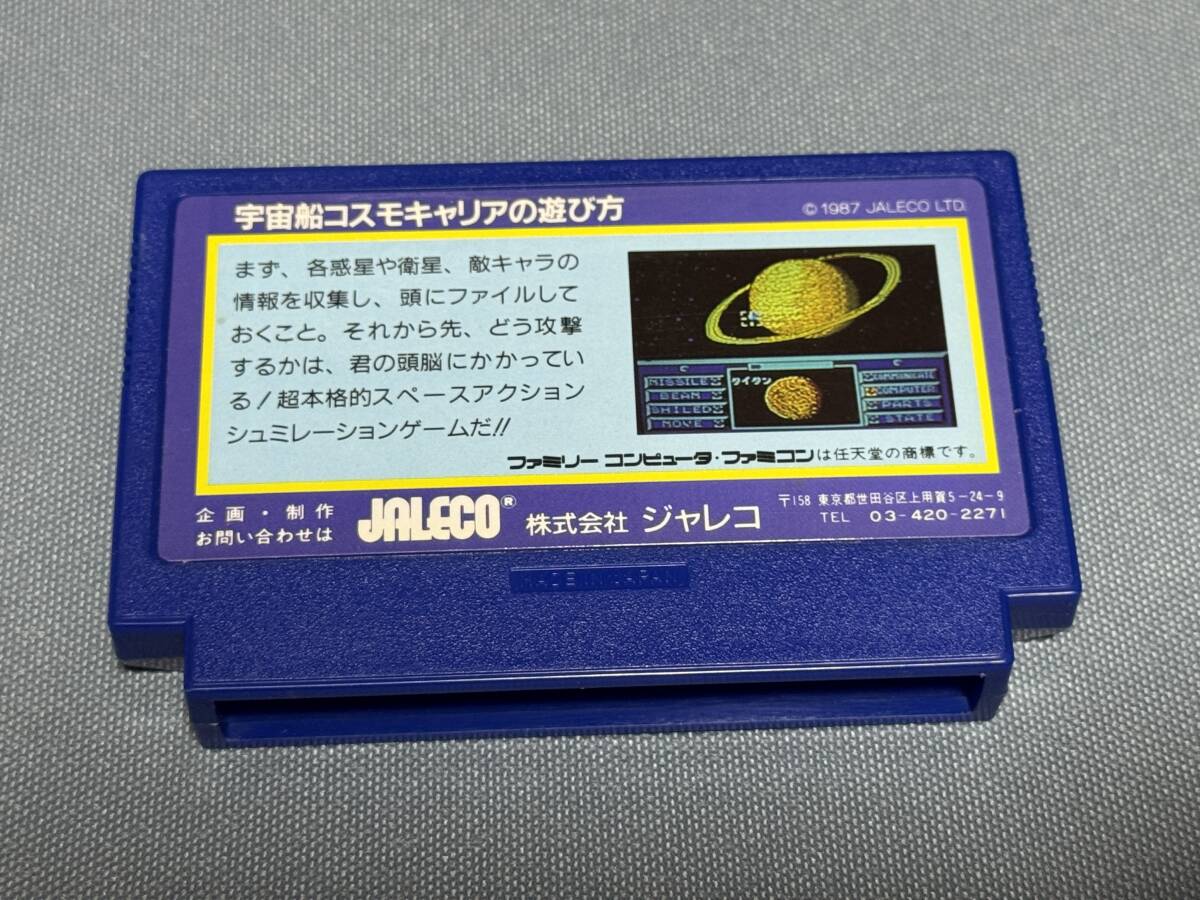 宇宙船コスモキャリアの遊び方
© 1987 JALECO LTD.
まず、各惑星や衛星、敵キャラの
情報を収集し、頭にファイルして
おくこと。それから先、どう攻撃
するかは、君の頭脳にかかってい
る！超本格的スペースアクション
シュミレーションゲームだ!!
MISSILE
BEAM
SHILED
MOVE
クイクン
COMMUNICATE
COMPUTER
PARTS
STATE
ファミリーコンピュータ・ファミコンは任天堂の商標です。
企画・制作
お問い合わせは
JALECO®
株式会社 ジャレコ
〒158 東京都世田谷区上用賀5-24-9
TEL 03-420-2271
MADE IN JAPAN